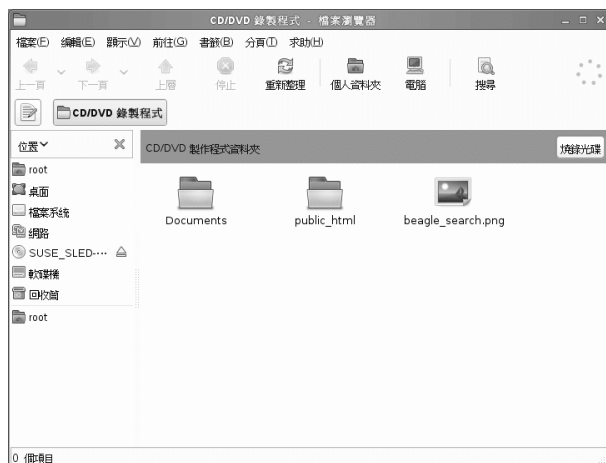 CD/DVD 錄製程式 - 檔案瀏覽器
檔案(F) 編輯(E) 顯示(V) 前往(G) 書籤(B) 分頁(T) 求助(H)
上一頁 下一頁 上層 停止 重新整理 個人資料夾 電腦 搜尋
CD/DVD 錄製程式
位置 CD/DVD 製作程式資料夾 燒錄光碟
root
桌面
檔案系統
網路
SUSE_SLED-···
軟碟機
回收筒
root
Documents public_html beagle_search.png
0 個項目